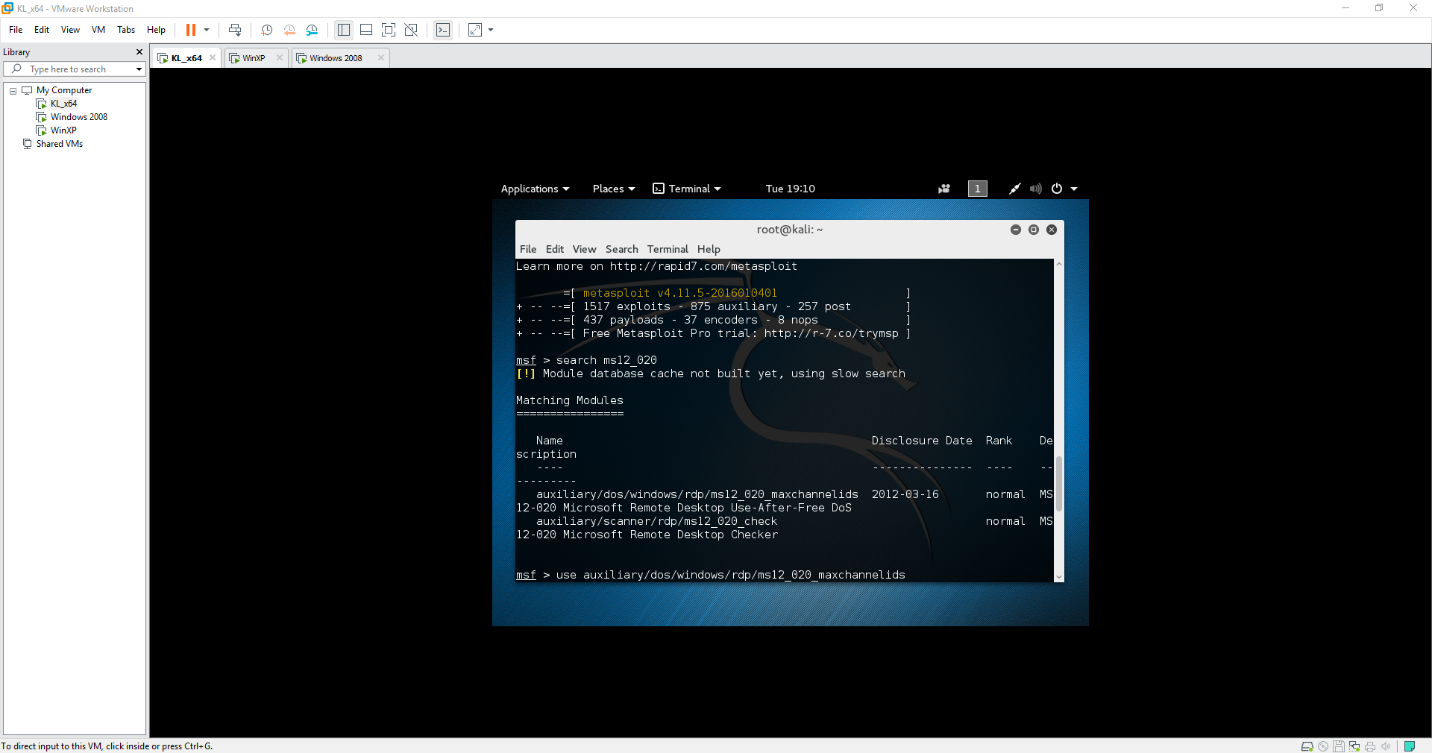 KL_x64 - VMware Workstation
File Edit View VM Tabs Help
Library
Type here to search
KL_x64 WinXP Windows 2008
My Computer
KL_x64
Windows 2008
WinXP
Shared VMs
Applications Places Terminal Tue 19:10 1
root@kali: ~
File Edit View Search Terminal Help
Learn more on http://rapid7.com/metasploit
=[ metasploit v4.11.5-2016010401 ]
+ -- --=[ 1517 exploits - 875 auxiliary - 257 post ]
+ -- --=[ 437 payloads - 37 encoders - 8 nops ]
+ -- --=[ Free Metasploit Pro trial: http://r-7.co/trymsp ]
msf > search ms12_020
[!] Module database cache not built yet, using slow search
Matching Modules
================
Name Disclosure Date Rank De
scription
---- --------------- ---- --
---------
auxiliary/dos/windows/rdp/ms12_020_maxchannelids 2012-03-16 normal MS
12-020 Microsoft Remote Desktop Use-After-Free DoS
auxiliary/scanner/rdp/ms12_020_check normal MS
12-020 Microsoft Remote Desktop Checker
msf > use auxiliary/dos/windows/rdp/ms12_020_maxchannelids
To direct input to this VM, click inside or press Ctrl+G.